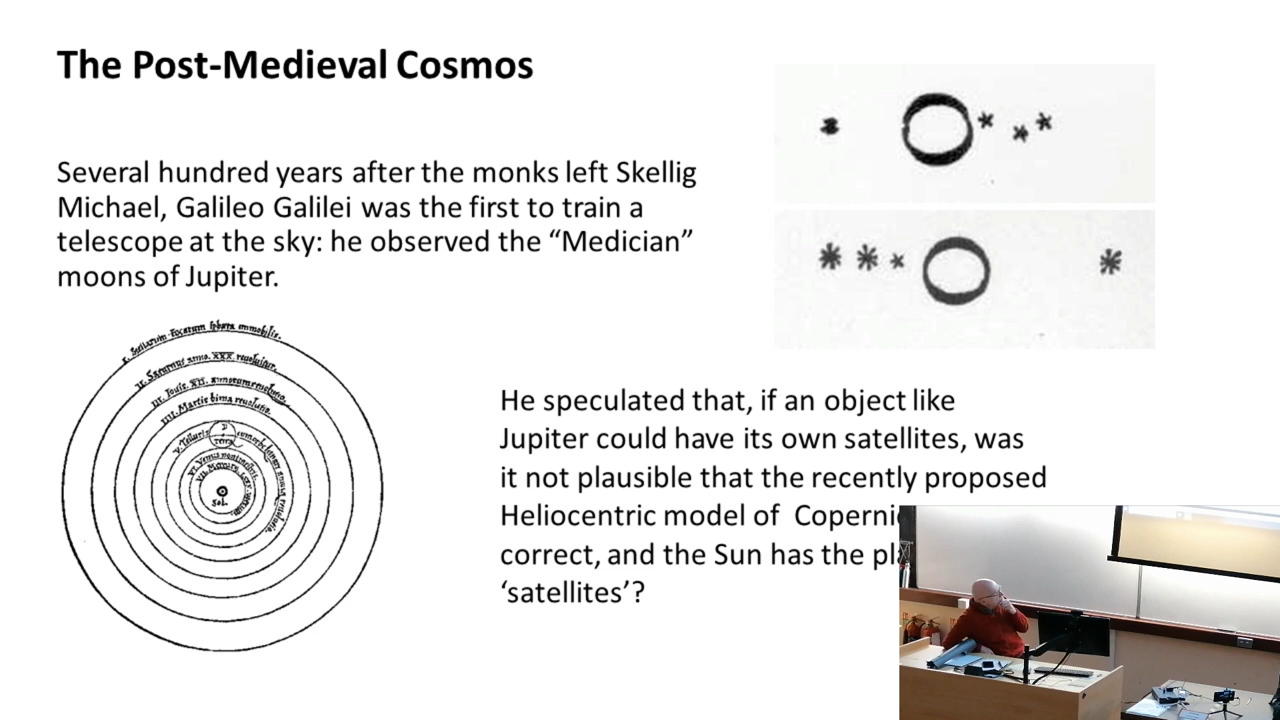 The Post-Medieval Cosmos
Several hundred years after the monks left Skellig
Michael, Galileo Galilei was the first to train a
telescope at the sky: he observed the “Medician”
moons of Jupiter.
He speculated that, if an object like
Jupiter could have its own satellites, was
it not plausible that the recently proposed
Heliocentric model of
correct, and the Sun has the
‘satellites’?
Sol.